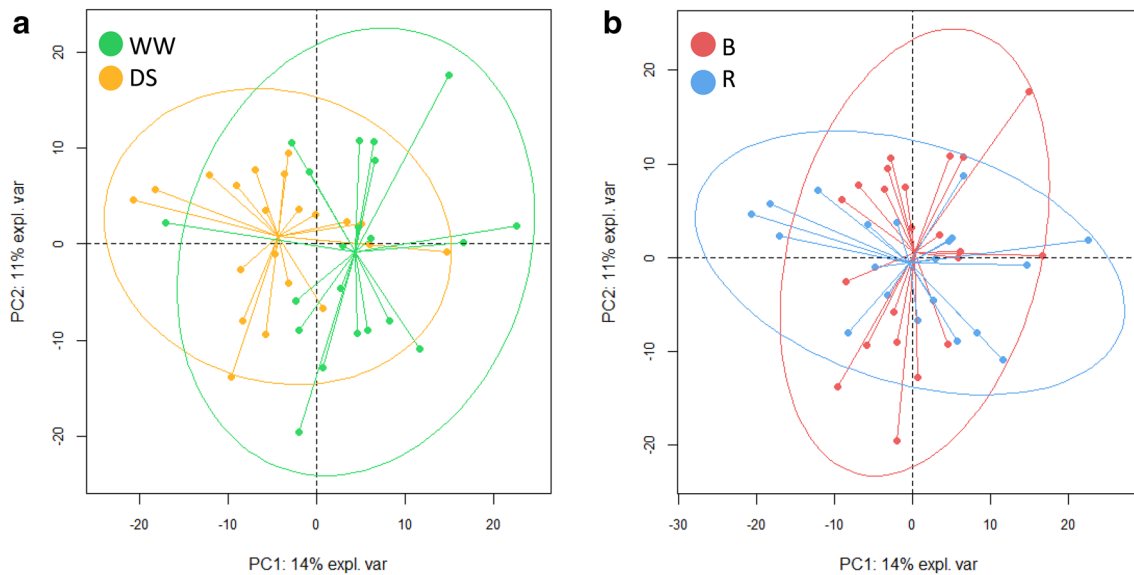 a
WW
DS
20
10
0
-10
-20
PC2: 11% expl. var
-20 -10 0 10 20
PC1: 14% expl. var
b
B
R
20
10
0
-10
-20
PC2: 11% expl. var
-30 -20 -10 0 10 20
PC1: 14% expl. var